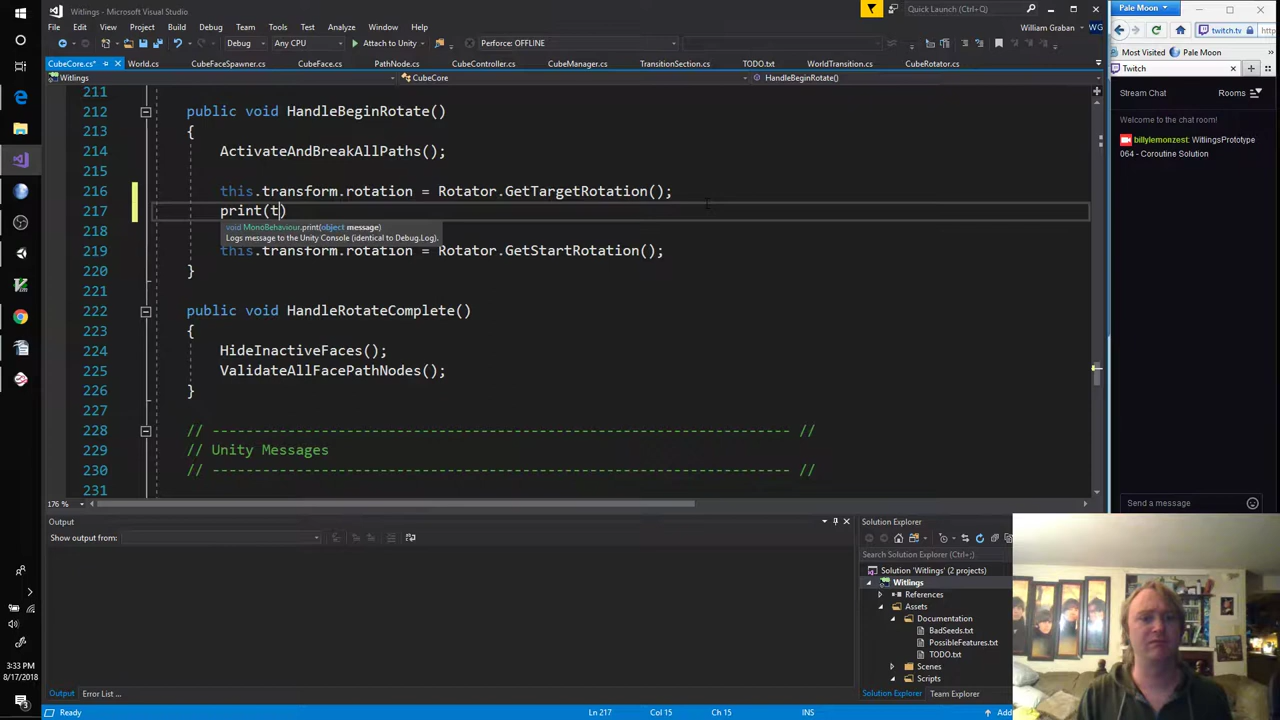 Witlings - Microsoft Visual Studio
Quick Launch (Ctrl+Q)
Pale Moon
File Edit View Project Build Debug Team Tools Test Analyze Window Help
William Graban WG
Debug Any CPU Attach to Unity Perform: OFFLINE
twitch.tv http
Most Visited Pale Moon
CubeCore.cs* World.cs CubeFaceSpawner.cs CubeFace.cs PathNode.cs CubeController.cs CubeManager.cs TransitionSection.cs TODO.txt WorldTransition.cs CubeRotator.cs
Twitch
Witlings CubeCore HandleBeginRotate()
Stream Chat Rooms
Welcome to the chat room!
billylemonzest: WitlingsPrototype
064 - Coroutine Solution
211
212 public void HandleBeginRotate()
213 {
214 ActivateAndBreakAllPaths();
215
216 this.transform.rotation = Rotator.GetTargetRotation();
217 print(t)
void MonoBehaviour.print(object message)
Logs message to the Unity Console (identical to Debug.Log).
218
219 this.transform.rotation = Rotator.GetStartRotation();
220 }
221
222 public void HandleRotateComplete()
223 {
224 HideInactiveFaces();
225 ValidateAllFacePathNodes();
226 }
227
228 // ---------------------------------------------------------------------- //
229 // Unity Messages
230 // ---------------------------------------------------------------------- //
231
176 %
Send a message
Output
Show output from:
Solution Explorer
Search Solution Explorer (Ctrl+;)
Solution 'Witlings' (2 projects)
Witlings
References
Assets
Documentation
BadSeeds.txt
PossibleFeatures.txt
TODO.txt
Scenes
Scripts
Output Error List ...
Solution Explorer Team Explorer
Ready Ln 217 Col 15 Ch 15 INS
3:33 PM
8/17/2018